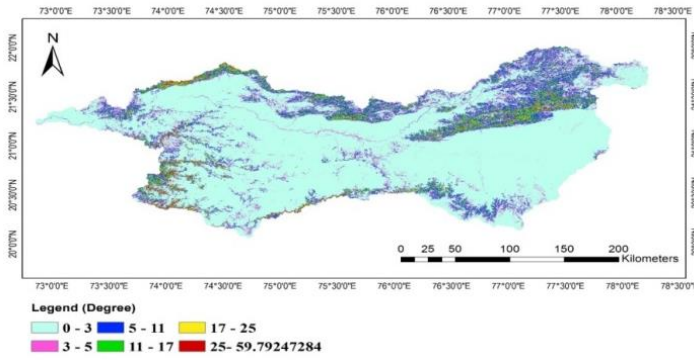 73°0'0"E 73°30'0"E 74°0'0"E 74°30'0"E 75°0'0"E 75°30'0"E 76°0'0"E 76°30'0"E 77°0'0"E 77°30'0"E 78°0'0"E 78°30'0"E
N
22°0'0"N
21°30'0"N
21°0'0"N
20°30'0"N
20°0'0"N
0 25 50 100 150 200
Kilometers
73°0'0"E 73°30'0"E 74°0'0"E 74°30'0"E 75°0'0"E 75°30'0"E 76°0'0"E 76°30'0"E 77°0'0"E 77°30'0"E 78°0'0"E 78°30'0"E
Legend (Degree)
0 - 3 5 - 11 17 - 25
3 - 5 11 - 17 25- 59.79247284